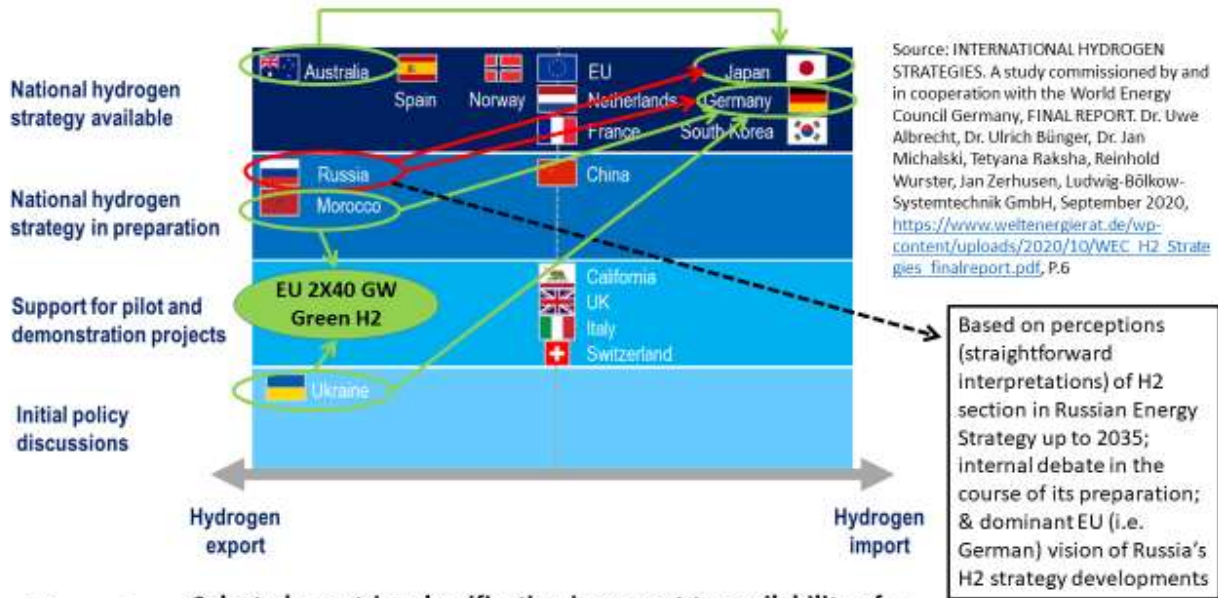 National hydrogen
strategy available
Australia
Spain
Norway
EU
Netherlands
France
Japan
Germany
South Korea
National hydrogen
strategy in preparation
Russia
Morocco
China
Support for pilot and
demonstration projects
EU 2X40 GW
Green H2
California
UK
Italy
Switzerland
Initial policy
discussions
Ukraine
Hydrogen
export
Hydrogen
import
Source: INTERNATIONAL HYDROGEN
STRATEGIES. A study commissioned by and
in cooperation with the World Energy
Council Germany, FINAL REPORT. Dr. Uwe
Albrecht, Dr. Ulrich Bünger, Dr. Jan
Michalski, Tetyana Raksha, Reinhold
Wurster, Jan Zerhusen, Ludwig-Bölkow-
Systemtechnik GmbH, September 2020,
https://www.weltenergierat.de/wp-
content/uploads/2020/10/WEC_H2_Strate
gies_finalreport.pdf, P.6
Based on perceptions
(straightforward
interpretations) of H2
section in Russian Energy
Strategy up to 2035;
internal debate in the
course of its preparation;
& dominant EU (i.e.
German) vision of Russia's
H2 strategy developments